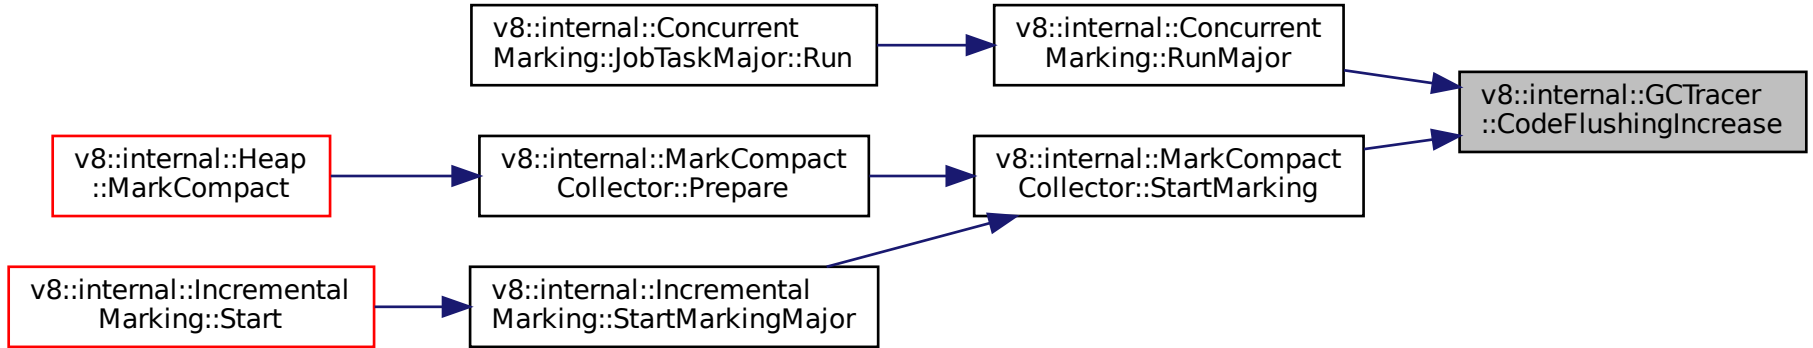 v8::internal::Concurrent
Marking::JobTaskMajor::Run
v8::internal::Concurrent
Marking::RunMajor
v8::internal::GCTracer
::CodeFlushingIncrease
v8::internal::Heap
::MarkCompact
v8::internal::MarkCompact
Collector::Prepare
v8::internal::MarkCompact
Collector::StartMarking
v8::internal::Incremental
Marking::Start
v8::internal::Incremental
Marking::StartMarkingMajor